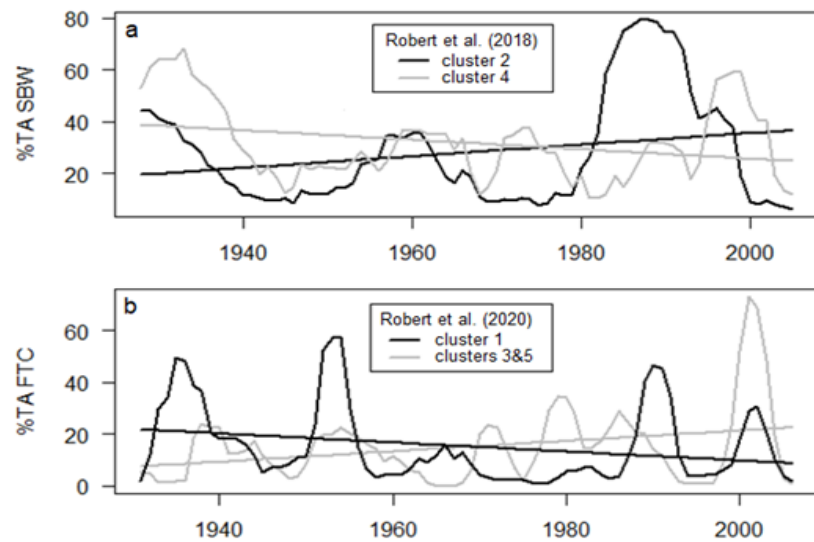 a
Robert et al. (2018)
cluster 2
cluster 4
%TA SBW
80
60
40
20
1940 1960 1980 2000
b
Robert et al. (2020)
cluster 1
clusters 3&5
%TA FTC
60
40
20
0
1940 1960 1980 2000